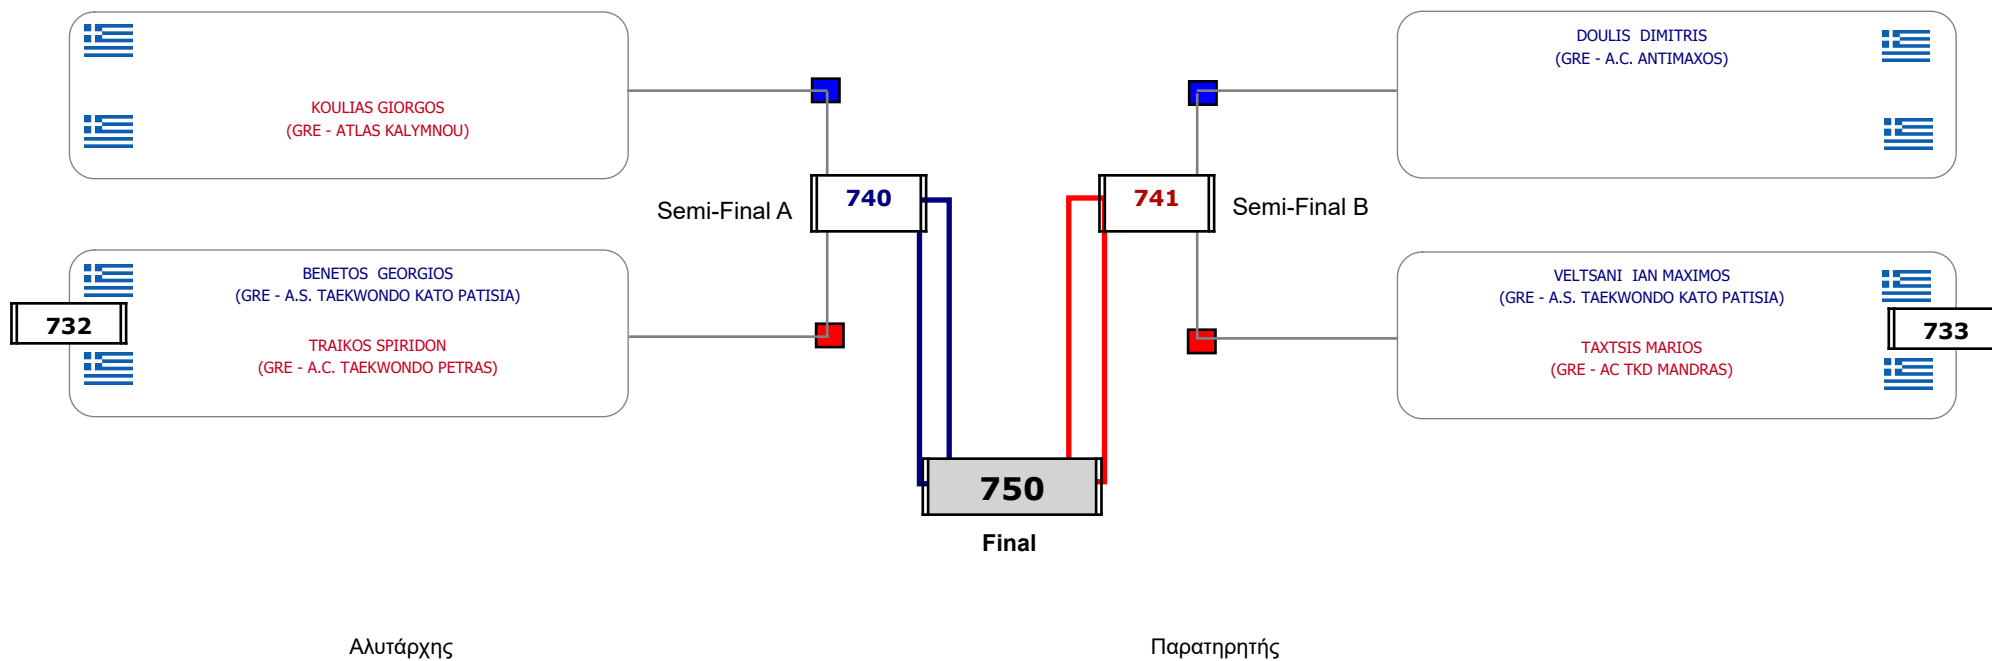 KOULIAS GIORGOS
(GRE - ATLAS KALYMNOU)
DOULIS DIMITRIS
(GRE - A.C. ANTIMAXOS)
Semi-Final A
740
741
Semi-Final B
732
BENETOS GEORGIOS
(GRE - A.S. TAEKWONDO KATO PATISIA)
TRAIKOS SPIRIDON
(GRE - A.C. TAEKWONDO PETRAS)
VELTSANI IAN MAXIMOS
(GRE - A.S. TAEKWONDO KATO PATISIA)
TAXTSIS MARIOS
(GRE - AC TKD MANDRAS)
733
750
Final
Αλυτάρχης
Παρατηρητής